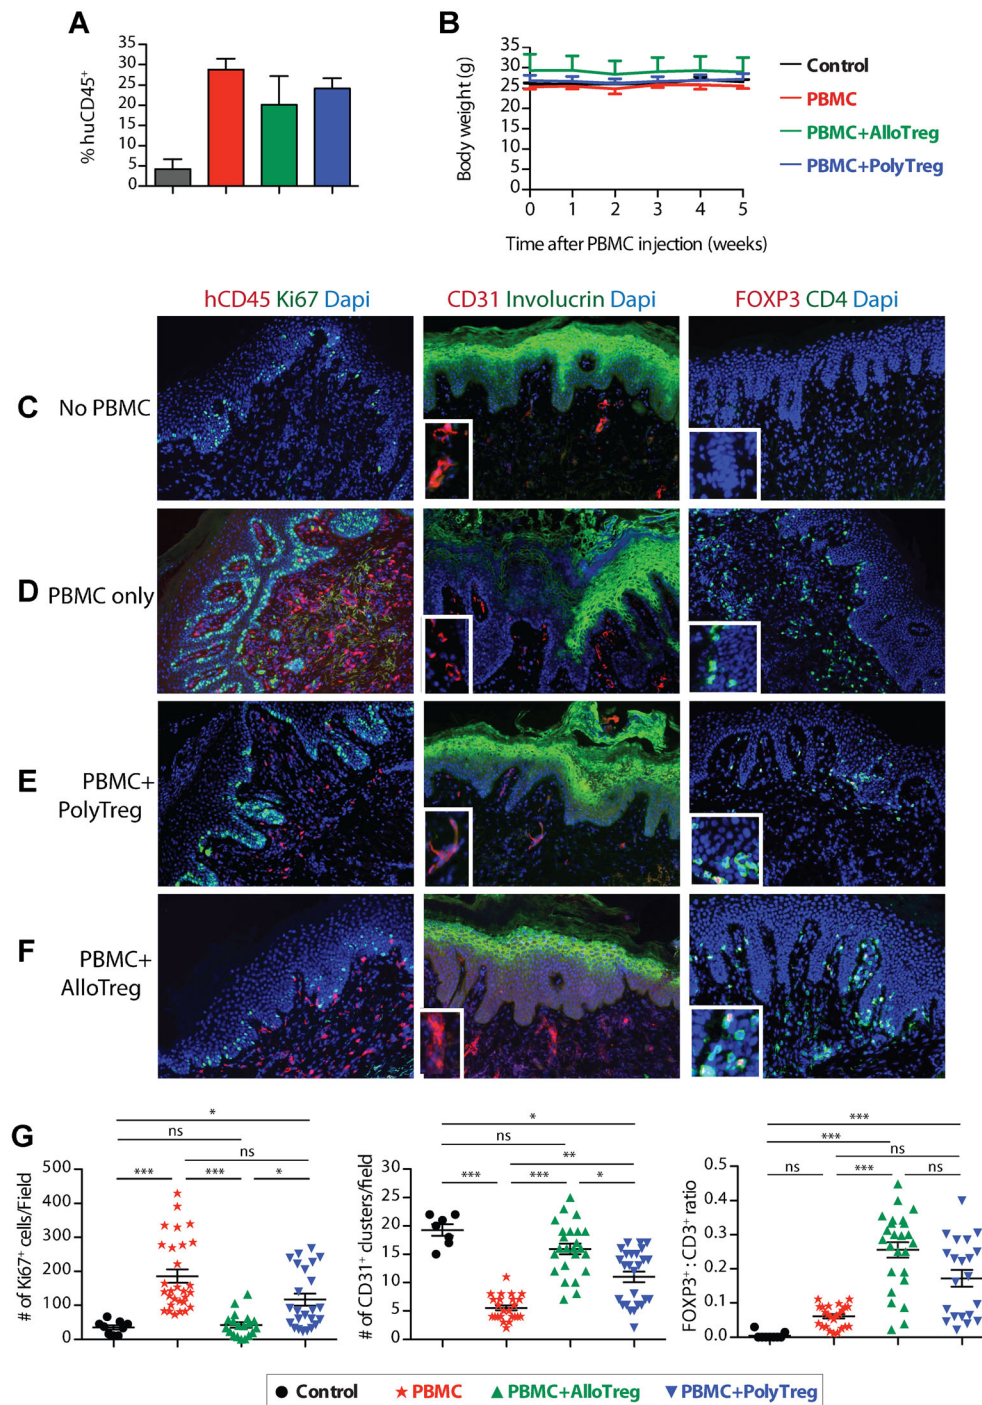 A
% huCD45+
35
30
25
20
15
10
5
0
B
Body weight (g)
35
30
25
20
15
10
5
0
0 1 2 3 4 5
Time after PBMC injection (weeks)
Control
PBMC
PBMC+AlloTreg
PBMC+PolyTreg
hCD45 Ki67 Dapi
CD31 Involucrin Dapi
FOXP3 CD4 Dapi
C No PBMC
D PBMC only
E PBMC+
PolyTreg
F PBMC+
AlloTreg
G
# of Ki67+ cells/Field
500
400
300
200
100
0
*
ns
ns
*** *** *
# of CD31+ clusters/field
30
25
20
15
10
5
0
*
ns
**
*** *** *
FOXP3+ : CD3+ ratio
0.5
0.4
0.3
0.2
0.1
0.0
***
***
ns
ns *** ns
Control PBMC PBMC+AlloTreg PBMC+PolyTreg